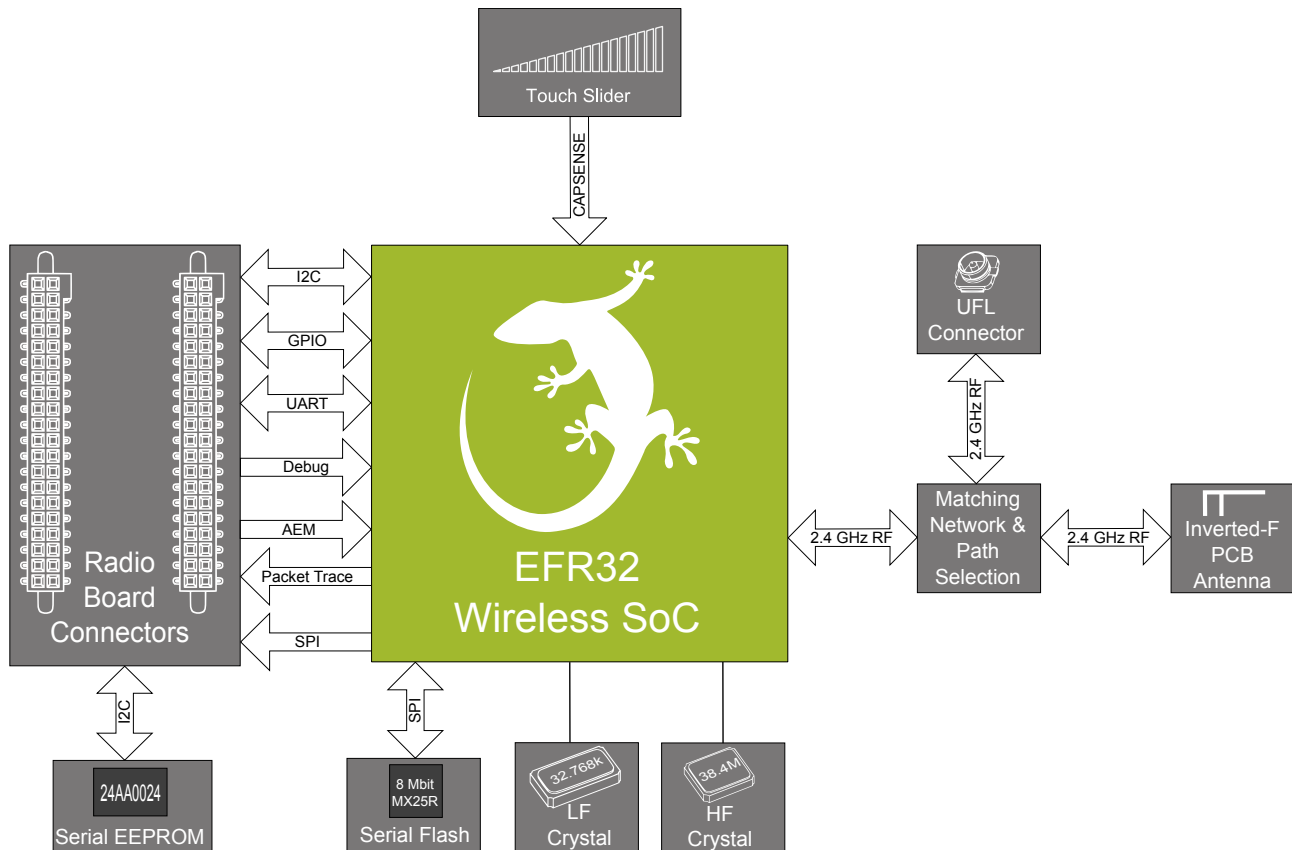 Touch Slider
CAPSENSE
I2C
GPIO
UART
Debug
AEM
Packet Trace
SPI
Radio
Board
Connectors
EFR32
Wireless SoC
UFL
Connector
2.4 GHz RF
2.4 GHz RF
Matching
Network &
Path
Selection
2.4 GHz RF
Inverted-F
PCB
Antenna
I2C
24AA0024
Serial EEPROM
SPI
8 Mbit
MX25R
Serial Flash
32.768k
LF
Crystal
38.4M
HF
Crystal